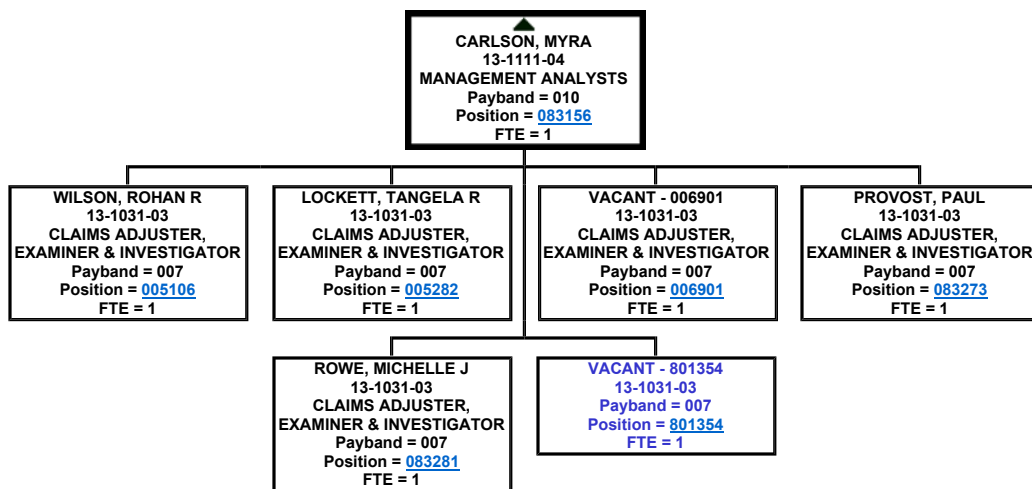 CARLSON, MYRA
13-1111-04
MANAGEMENT ANALYSTS
Payband = 010
Position = 083156
FTE = 1
WILSON, ROHAN R
13-1031-03
CLAIMS ADJUSTER,
EXAMINER & INVESTIGATOR
Payband = 007
Position = 005106
FTE = 1
LOCKETT, TANGELA R
13-1031-03
CLAIMS ADJUSTER,
EXAMINER & INVESTIGATOR
Payband = 007
Position = 005282
FTE = 1
VACANT - 006901
13-1031-03
CLAIMS ADJUSTER,
EXAMINER & INVESTIGATOR
Payband = 007
Position = 006901
FTE = 1
PROVOST, PAUL
13-1031-03
CLAIMS ADJUSTER,
EXAMINER & INVESTIGATOR
Payband = 007
Position = 083273
FTE = 1
ROWE, MICHELLE J
13-1031-03
CLAIMS ADJUSTER,
EXAMINER & INVESTIGATOR
Payband = 007
Position = 083281
FTE = 1
VACANT - 801354
13-1031-03
Payband = 007
Position = 801354
FTE = 1